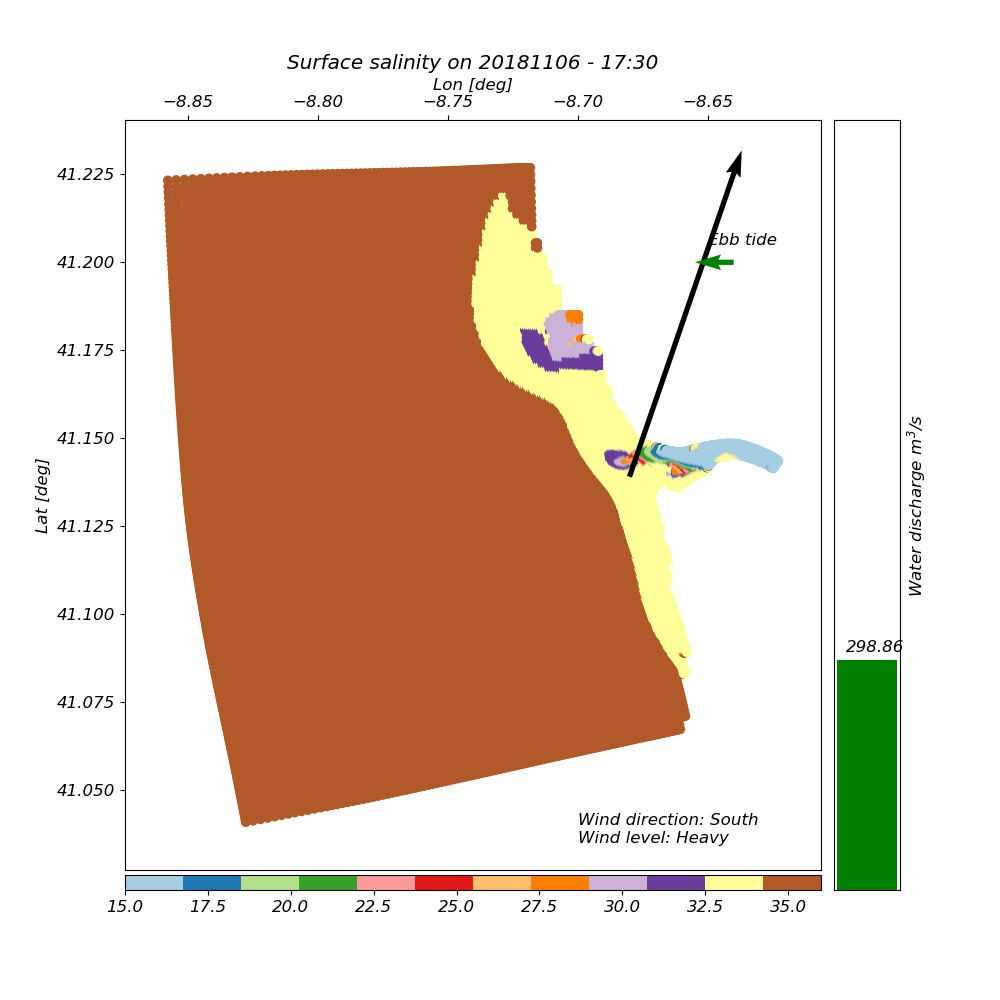 Surface salinity on 20181106 - 17:30
Lon [deg]
−8.85 −8.80 −8.75 −8.70 −8.65
41.225
Ebb tide
41.200
41.175
41.150
Lat [deg]
41.125
41.100
41.075
41.050
Water discharge m³/s
298.86
Wind direction: South
Wind level: Heavy
15.0 17.5 20.0 22.5 25.0 27.5 30.0 32.5 35.0